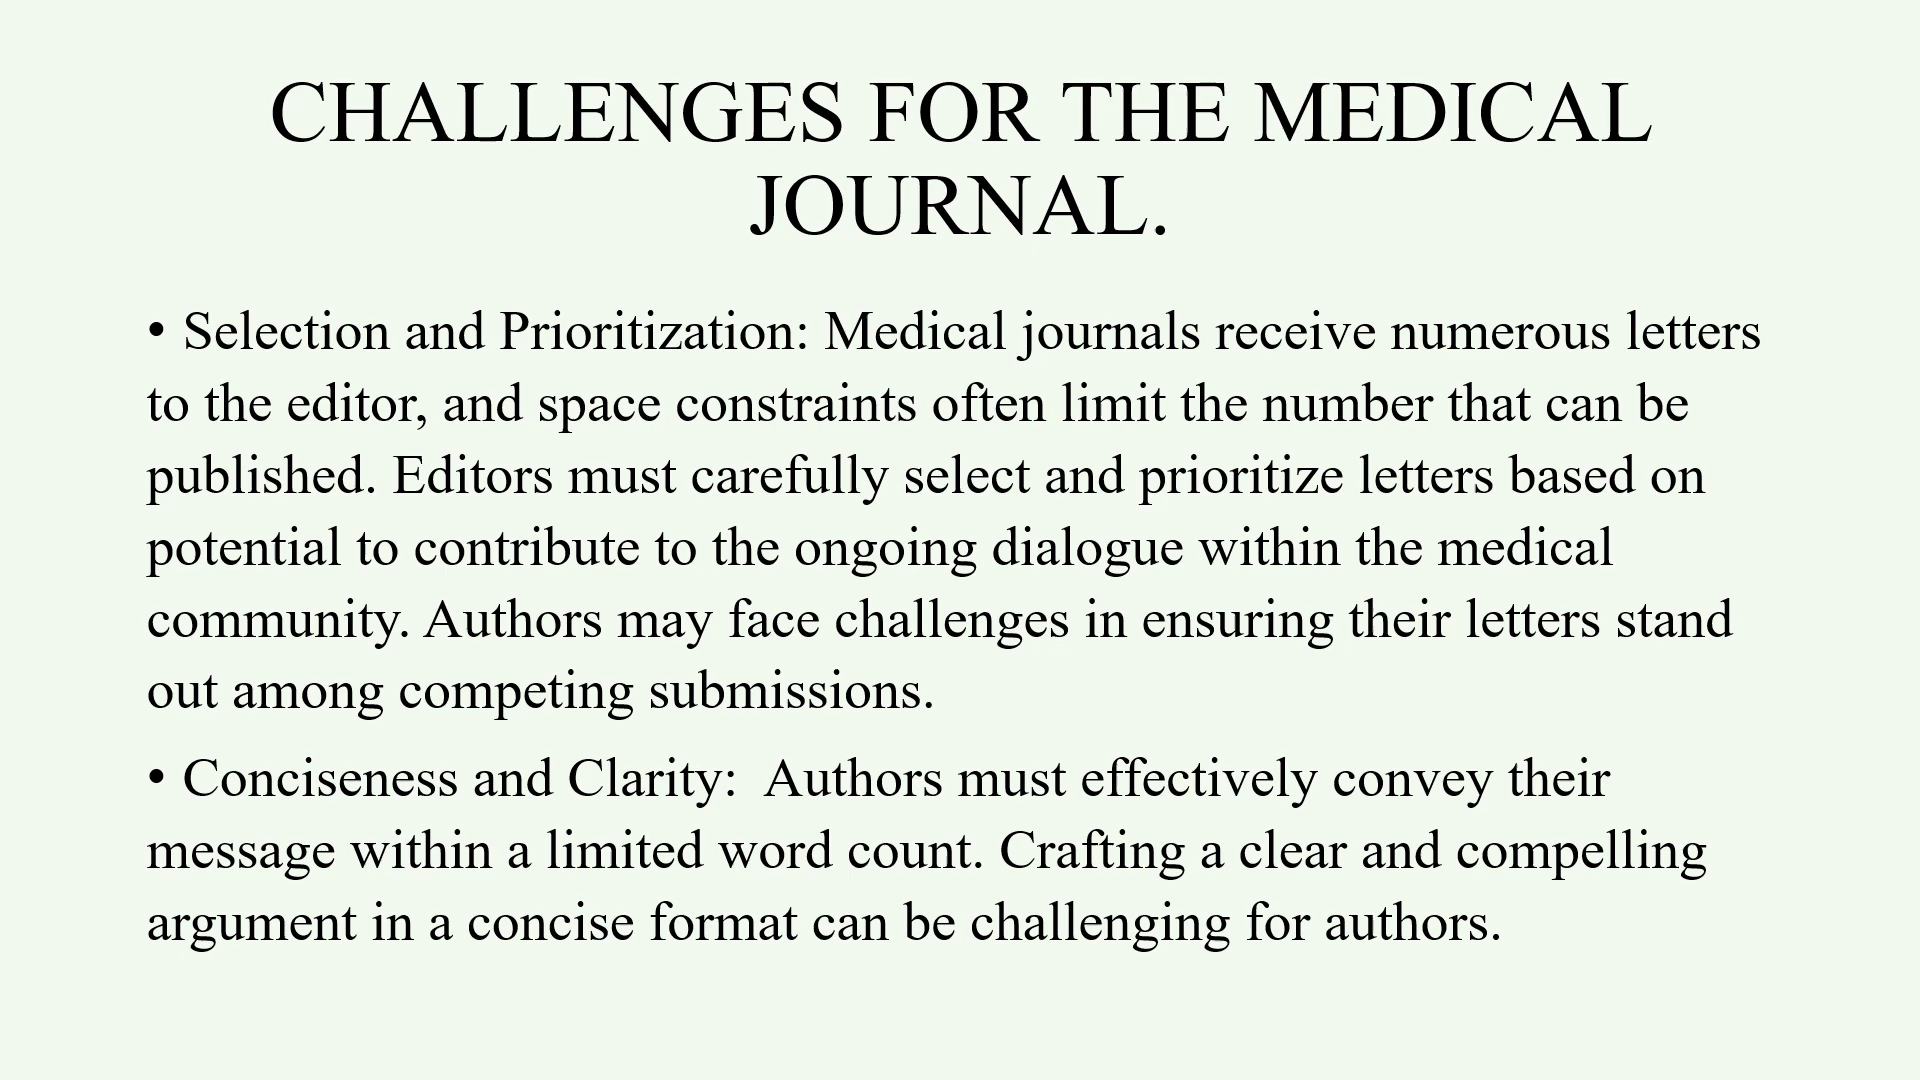 CHALLENGES FOR THE MEDICAL
JOURNAL.
• Selection and Prioritization: Medical journals receive numerous letters
to the editor, and space constraints often limit the number that can be
published. Editors must carefully select and prioritize letters based on
potential to contribute to the ongoing dialogue within the medical
community. Authors may face challenges in ensuring their letters stand
out among competing submissions.
• Conciseness and Clarity:  Authors must effectively convey their
message within a limited word count. Crafting a clear and compelling
argument in a concise format can be challenging for authors.